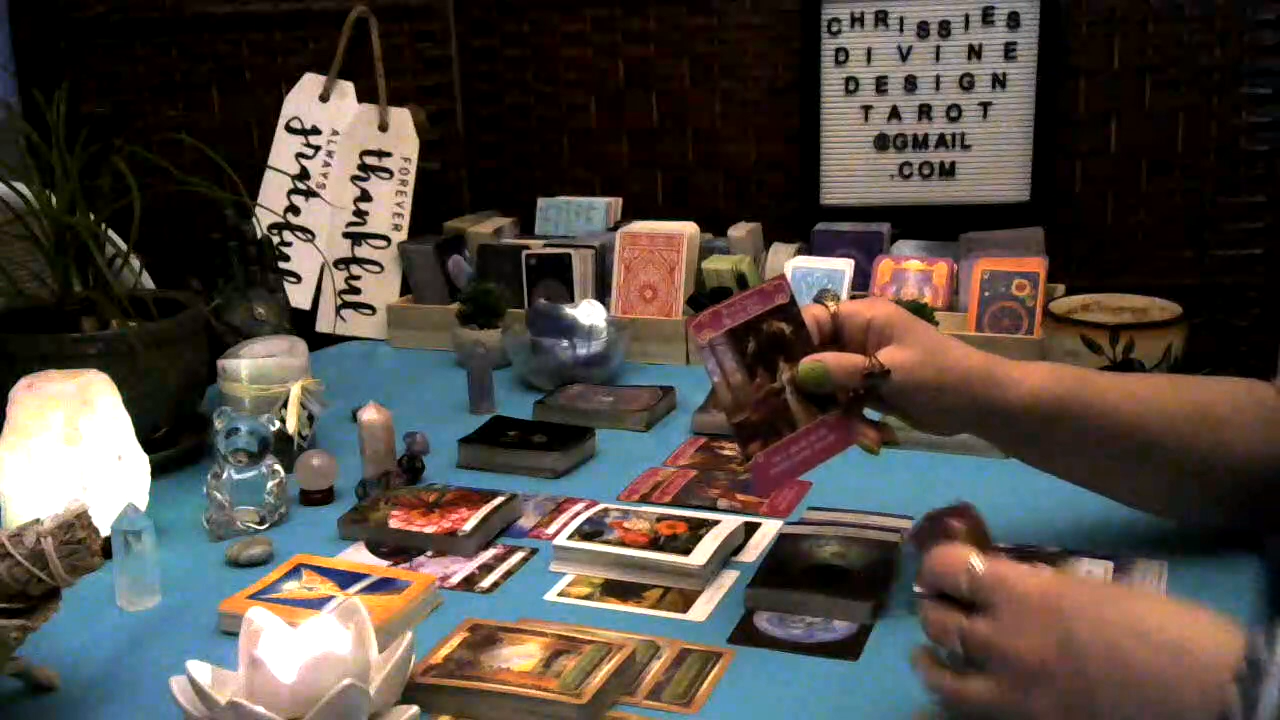 CHRISSIES
DIVINE
DESIGN
TAROT
@GMAIL
.COM
ALWAYS
grateful
FOREVER
thankful